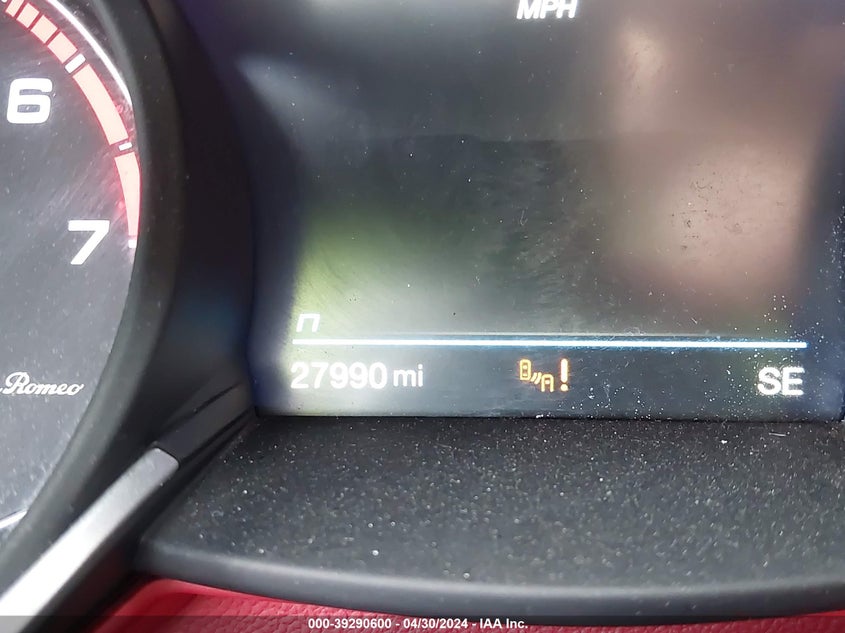 MPH
6
7
n
27990 mi
!
SE
Romeo
000-39290600 - 04/30/2024 - IAA Inc.